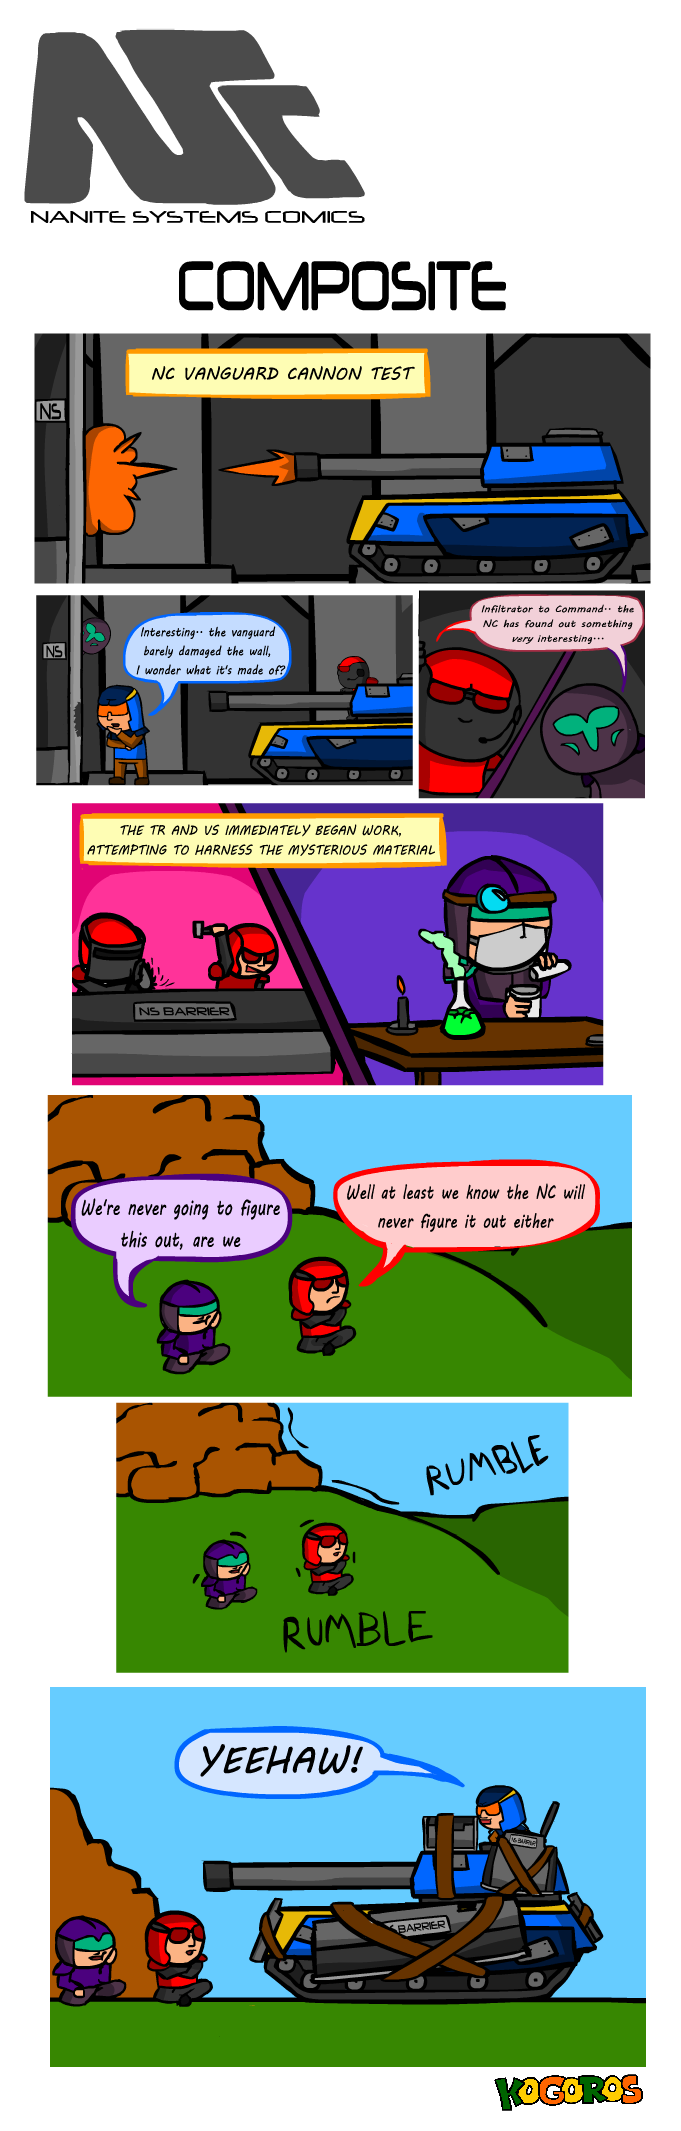 NSC
NANITE SYSTEMS COMICS
COMPOSITE
NC VANGUARD CANNON TEST
NS
Interesting.. the vanguard
barely damaged the wall,
I wonder what it's made of?
NS
Infiltrator to Command.. the
NC has found out something
very interesting...
THE TR AND VS IMMEDIATELY BEGAN WORK,
ATTEMPTING TO HARNESS THE MYSTERIOUS MATERIAL
NS BARRIER
We're never going to figure
this out, are we
Well at least we know the NC will
never figure it out either
RUMBLE
RUMBLE
YEEHAW!
NS BARRIER
BARRIER
KOGOROS